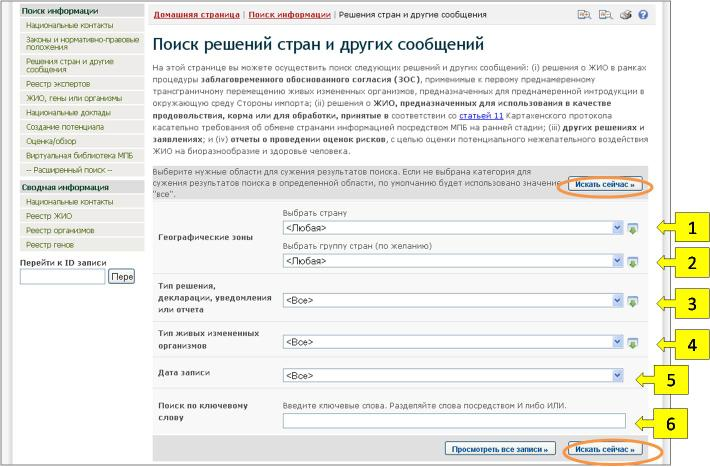 Поиск информации
Национальные контакты
Законы и нормативно-правовые
положения
Решения стран и другие
сообщения
Реестр экспертов
ЖИО, гены или организмы
Национальные доклады
Создание потенциала
Оценка/обзор
Виртуальная библиотека МПБ
-- Расширенный поиск --
Сводная информация
Национальные контакты
Реестр ЖИО
Реестр организмов
Реестр генов
Перейти к ID записи
Пере
Домашняя страница | Поиск информации | Решения стран и другие сообщения
Поиск решений стран и других сообщений
На этой странице вы можете осуществить поиск следующих решений и других сообщений: (i) решения о ЖИО в рамках
процедуры заблаговременного обоснованного согласия (ЗОС), применимые к первому преднамеренному
трансграничному перемещению живых измененных организмов, предназначенных для преднамеренной интродукции в
окружающую среду Стороны импорта; (ii) решения о ЖИО, предназначенных для использования в качестве
продовольствия, корма или для обработки, принятые в соответствии со статьей 11 Картахенского протокола
касательно требования об обмене странами информацией посредством МПБ на ранней стадии; (iii) других решениях и
заявлениях; и (iv) отчеты о проведении оценок рисков, с целью оценки потенциального нежелательного воздействия
ЖИО на биоразнообразие и здоровье человека.
Выберите нужные области для сужения результатов поиска. Если не выбрана категория для
сужения результатов поиска в определенной области, по умолчанию будет использовано значение
"все".
Искать сейчас »
Географические зоны
Выбрать страну
<Любая>
1
Выбрать группу стран (по желанию)
<Любая>
2
Тип решения,
декларации, уведомления
или отчета
<Все>
3
Тип живых измененных
организмов
<Все>
4
Дата записи
<Все>
5
Поиск по ключевому
слову
Введите ключевые слова. Разделяйте слова посредством И либо ИЛИ.
6
Просмотреть все записи »
Искать сейчас »